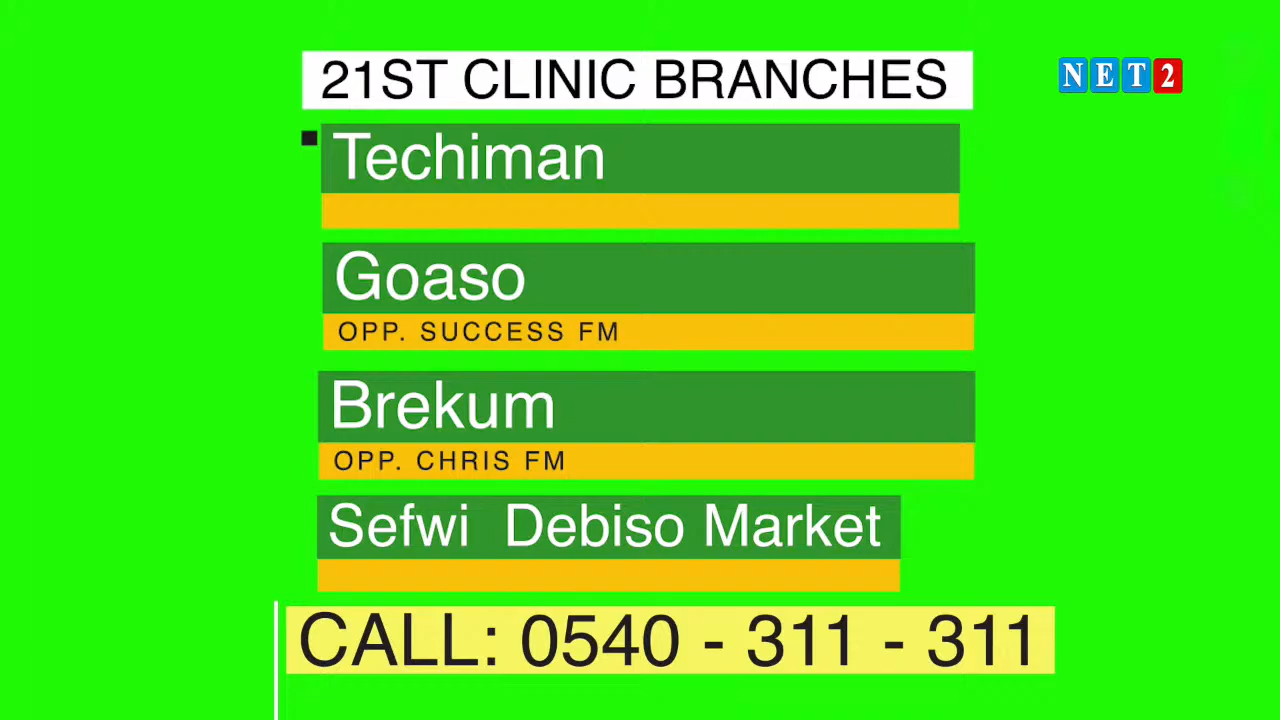 21ST CLINIC BRANCHES
NET2
Techiman
Goaso
OPP. SUCCESS FM
Brekum
OPP. CHRIS FM
Sefwi Debiso Market
CALL: 0540 - 311 - 311